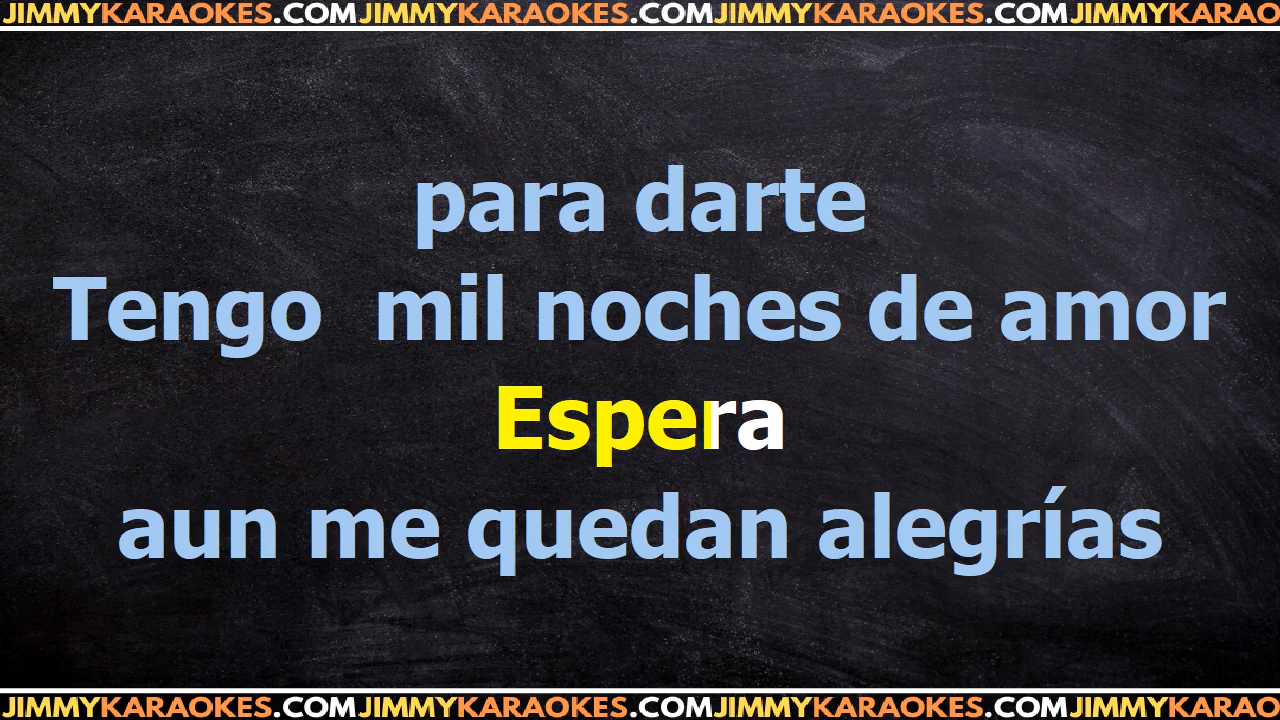 JIMMYKARAOKES.COMJIMMYKARAOKES.COMJIMMYKARAOKES.COMJIMMYKARAO
para darte
Tengo  mil noches de amor
Espera
aun me quedan alegrías
JIMMYKARAOKES.COMJIMMYKARAOKES.COMJIMMYKARAOKES.COMJIMMYKARAO